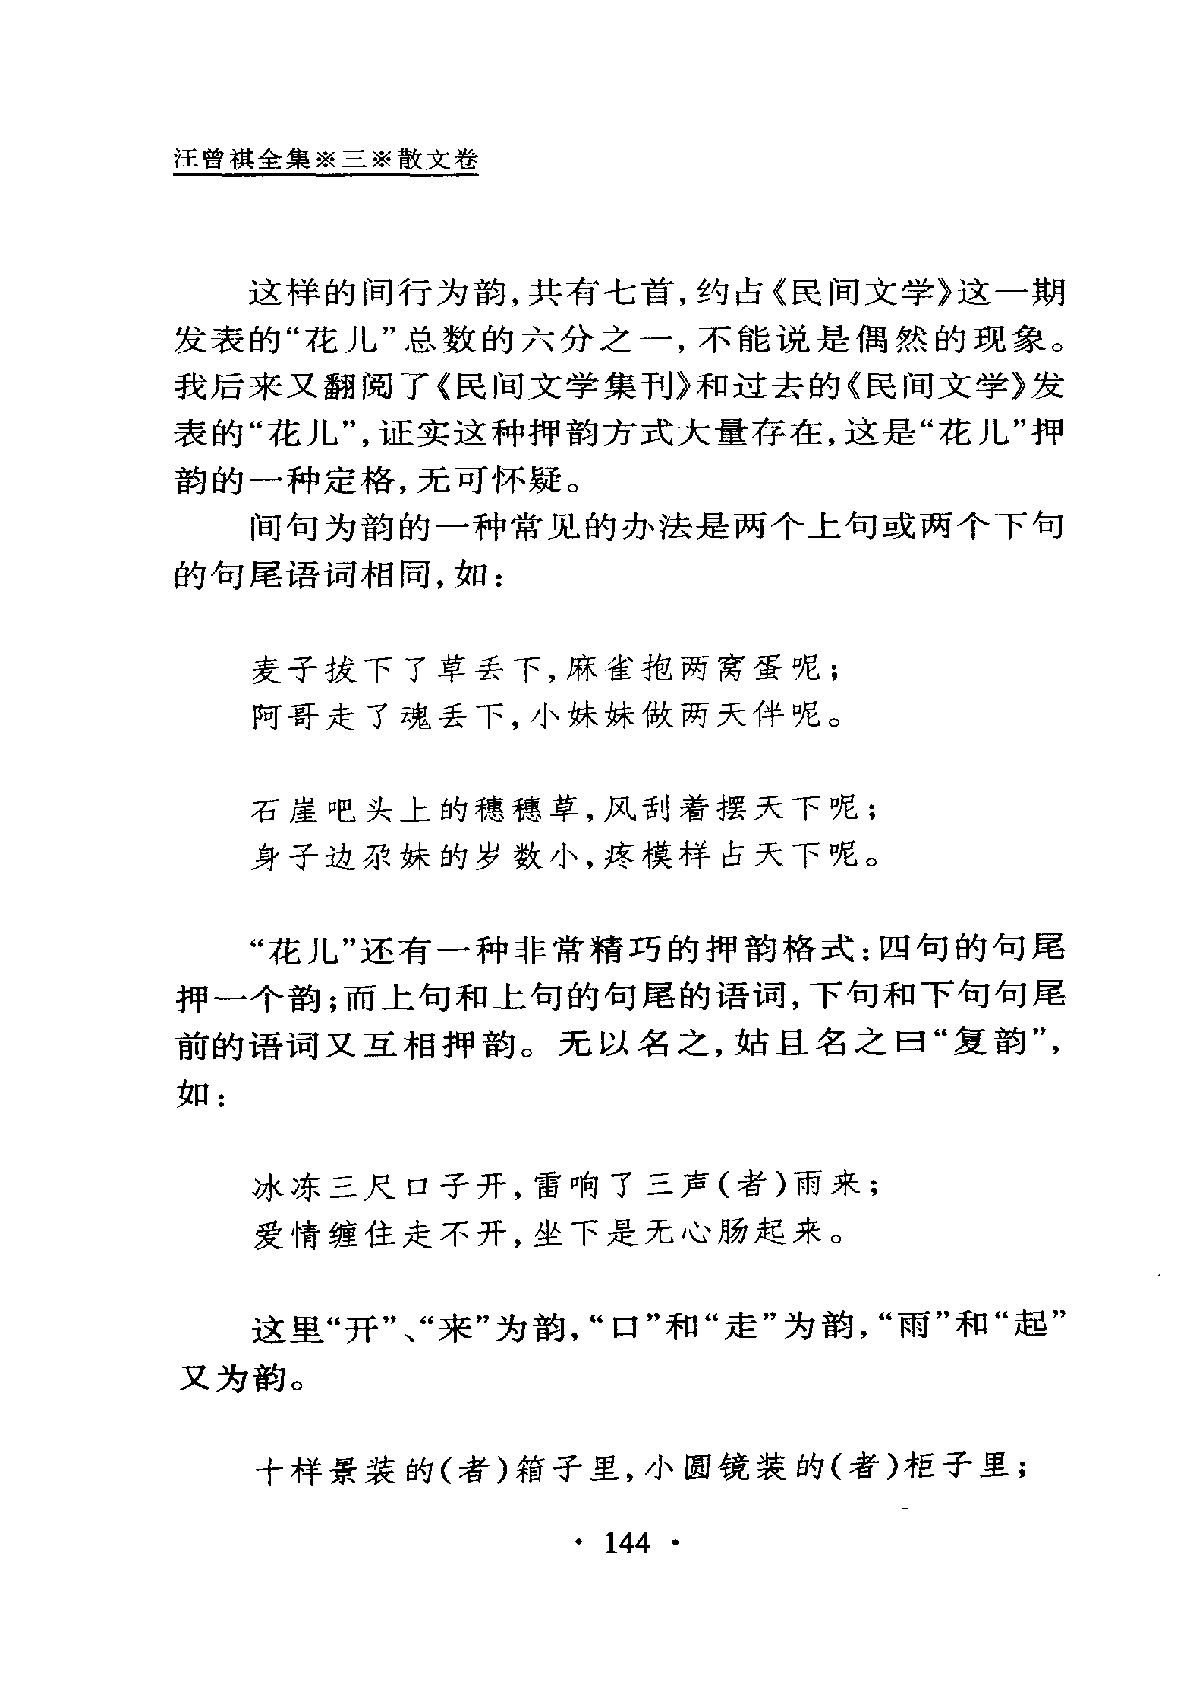 汪曾祺全集※三※散文卷
这样的间行为韵,共有七首,约占《民间文学》这一期
发表的“花儿”总数的六分之一,不能说是偶然的现象。
我后来又翻阅了《民间文学集刊》和过去的《民间文学》发
表的“花儿”,证实这种押韵方式大量存在,这是“花儿”押
韵的一种定格,无可怀疑。
间句为韵的一种常见的办法是两个上句或两个下句
的句尾语词相同,如:
麦子拔下了草丢下,麻雀抱两窝蛋呢;
阿哥走了魂丢下,小妹妹做两天伴呢。
石崖吧头上的穗穗草,风刮着摆天下呢;
身子边尕妹的岁数小,疼模样占天下呢。
“花儿”还有一种非常精巧的押韵格式:四句的句尾
押一个韵;而上句和上句的句尾的语词,下句和下句句尾
前的语词又互相押韵。无以名之,姑且名之曰“复韵”,
如:
冰冻三尺口子开,雷响了三声(者)雨来;
爱情缠住走不开,坐下是无心肠起来。
这里“开”、“来”为韵,“口”和“走”为韵,“雨”和“起”
又为韵。
十样景装的(者)箱子里,小圆镜装的(者)柜子里;
· 144 ·